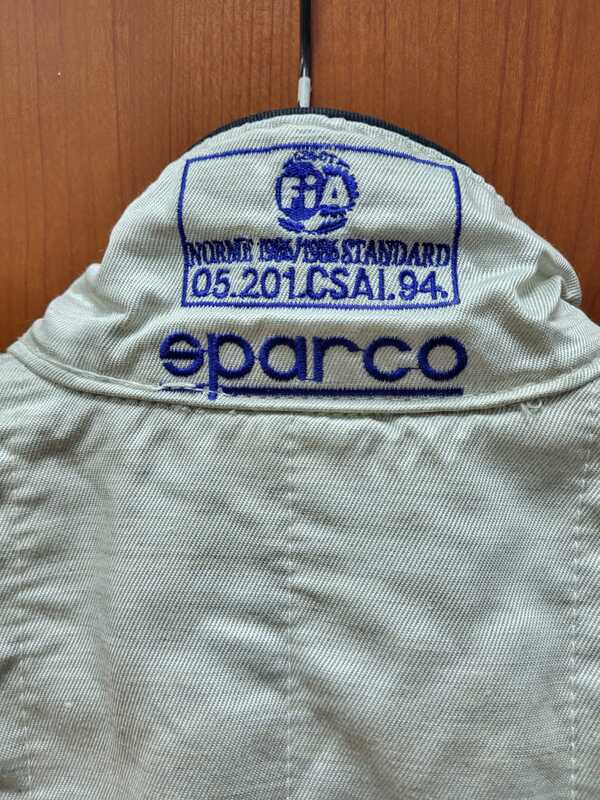 FiA
NORME 1986/1986 STANDARD
05.201.CSAI.94.
sparco